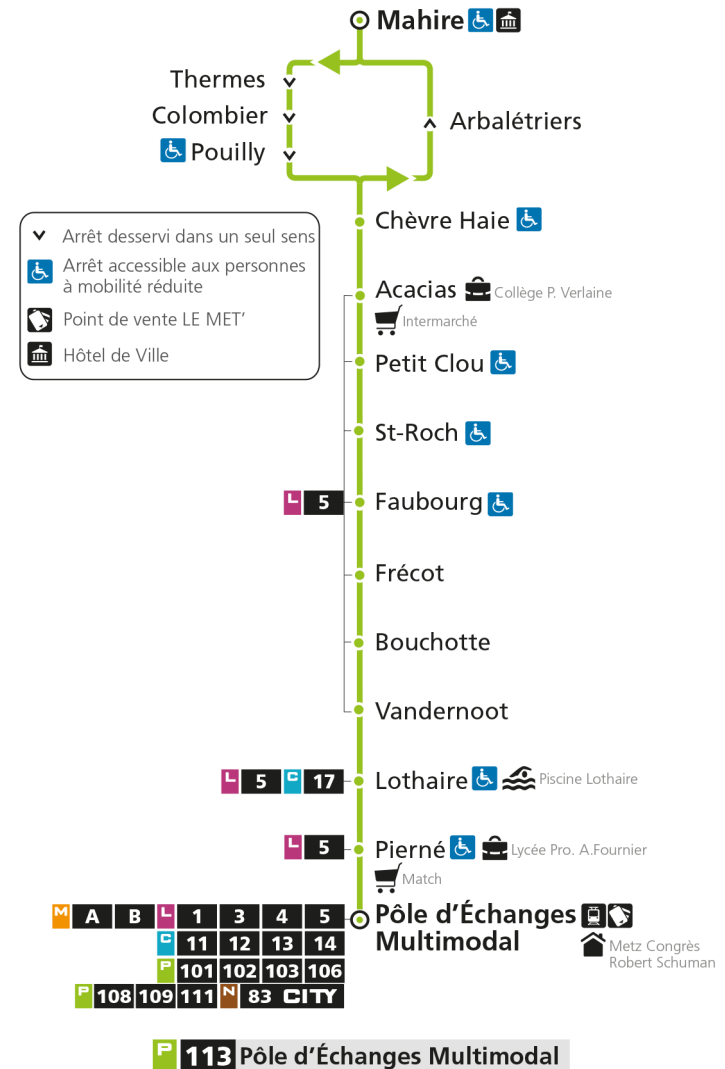 Mahire
Thermes
Colombier
Pouilly
Arbalétriers
Chèvre Haie
Arrêt desservi dans un seul sens
Arrêt accessible aux personnes
à mobilité réduite
Point de vente LE MET'
Hôtel de Ville
Acacias Collège P. Verlaine
Intermarché
Petit Clou
St-Roch
L 5 Faubourg
Frécot
Bouchotte
Vandernoot
L 5 C 17 Lothaire Piscine Lothaire
L 5 Pierné Lycée Pro. A.Fournier
Match
M A B L 1 3 4 5 Pôle d'Échanges
C 11 12 13 14 Multimodal Metz Congrès
Robert Schuman
P 101 102 103 106
P 108 109 111 N 83 CITY
P 113 Pôle d'Échanges Multimodal